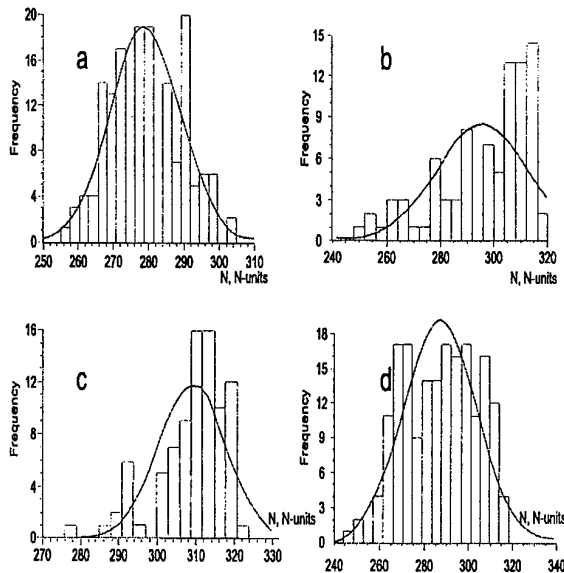 a
Frequency
20
16
12
8
4
0
250 260 270 280 290 300 310
N, N-units
b
Frequency
15
12
9
6
3
0
240 260 280 300 320
N, N-units
c
Frequency
16
12
8
4
0
270 280 290 300 310 320 330
N, N-units
d
Frequency
18
15
12
9
6
3
0
240 260 280 300 320 340
N, N-units